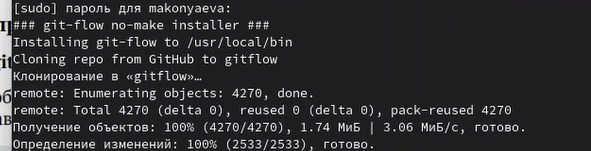 [sudo] пароль для makonyaeva:
### git-flow no-make installer ###
Installing git-flow to /usr/local/bin
Cloning repo from GitHub to gitflow
Клонирование в «gitflow»…
remote: Enumerating objects: 4270, done.
remote: Total 4270 (delta 0), reused 0 (delta 0), pack-reused 4270
Получение объектов: 100% (4270/4270), 1.74 МиБ | 3.06 МиБ/с, готово.
Определение изменений: 100% (2533/2533), готово.